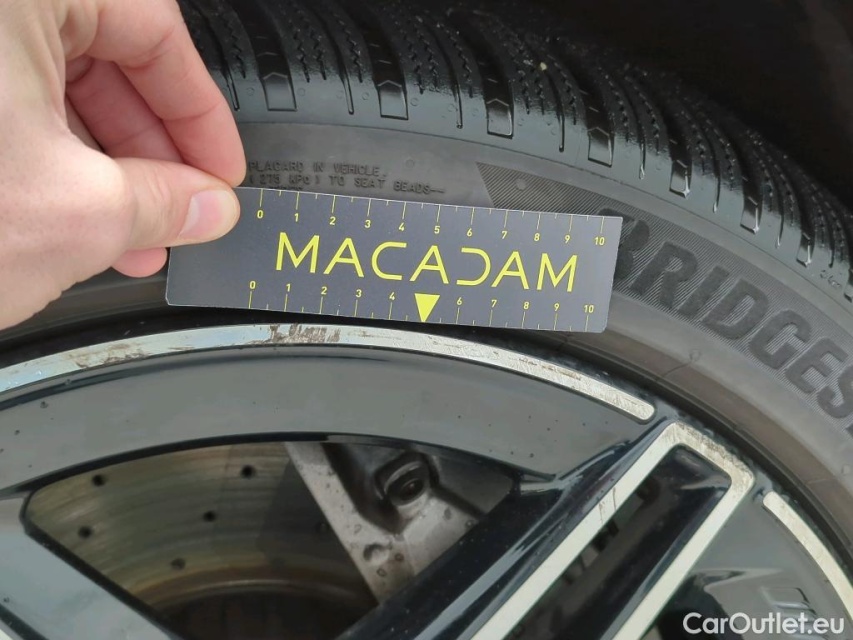 PLACARD IN VEHICLE,
275 KPa ) TO SEAT BEADS—
0 1 2 3 4 5 6 7 8 9 10
MACADAM
0 1 2 3 4 6 7 8 9 10
BRIDGES
CarOutlet.eu